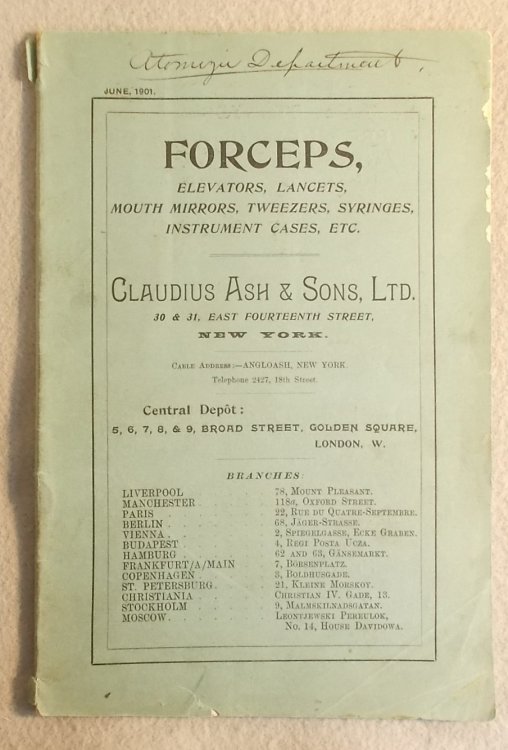 Atomizer Department.
JUNE, 1901.
FORCEPS,
ELEVATORS, LANCETS,
MOUTH MIRRORS, TWEEZERS, SYRINGES,
INSTRUMENT CASES, ETC.
CLAUDIUS ASH & SONS, LTD.
30 & 31, EAST FOURTEENTH STREET,
NEW YORK.
CABLE ADDRESS:—ANGLOASH, NEW YORK.
Telephone 2427, 18th Street.
Central Depôt:
5, 6, 7, 8, & 9, BROAD STREET, GOLDEN SQUARE,
LONDON, W.
BRANCHES:
LIVERPOOL . . . . 78, MOUNT PLEASANT.
MANCHESTER . . . . 118a, OXFORD STREET.
PARIS . . . . 22, RUE DU QUATRE-SEPTEMBRE.
BERLIN . . . . 68, JÄGER-STRASSE.
VIENNA . . . . 2, SPIEGELGASSE, ECKE GRABEN.
BUDAPEST . . . . 4, REGI POSTA UCZA.
HAMBURG . . . . 62 AND 63, GÄNSEMARKT.
FRANKFURT/A/MAIN . . . . 7, BÖRSENPLATZ.
COPENHAGEN . . . . 3, BOLDHUSGADE.
ST. PETERSBURG . . . . 21, KLEINE MORSKOY.
CHRISTIANIA . . . . CHRISTIAN IV. GADE, 13.
STOCKHOLM . . . . 9, MALMSKILNADSGATAN.
MOSCOW . . . . LEONTJEWSKI PEREULOK,
NO. 14, HOUSE DAVIDOWA.